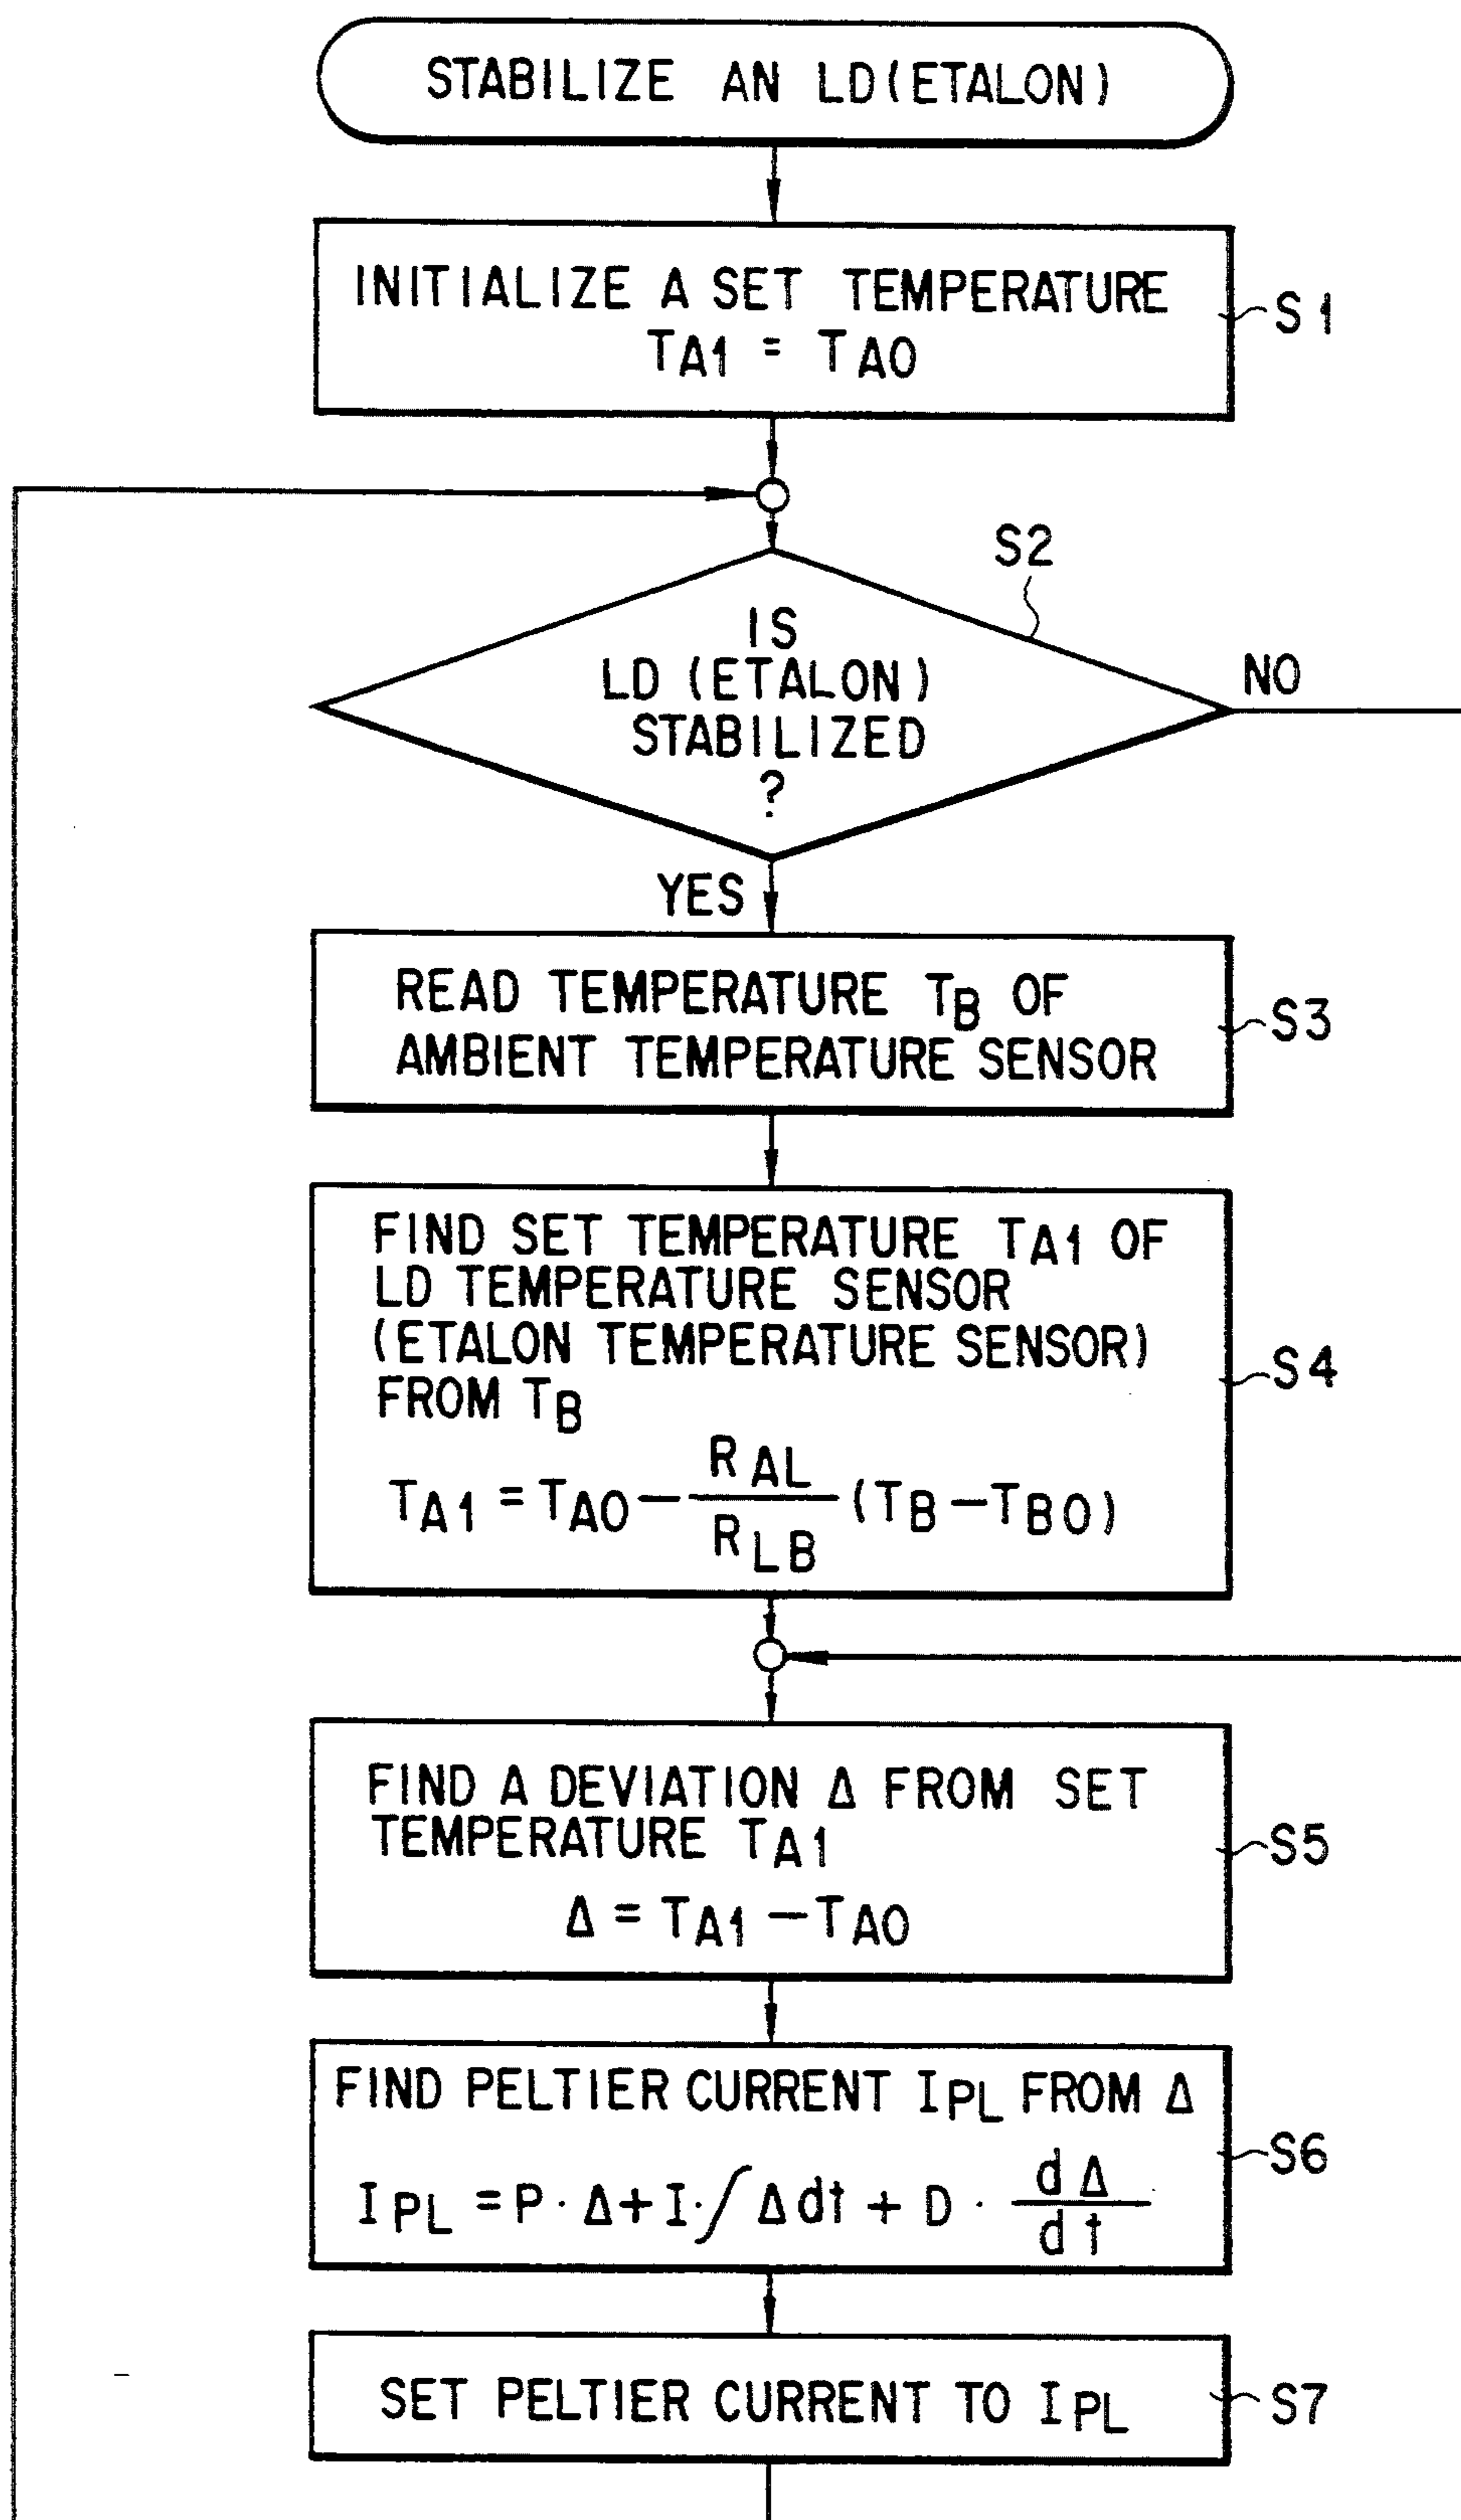 STABILIZE AN LD(ETALON)
INITIALIZE A SET TEMPERATURE
TA1 = TA0
S1
S2
IS
LD (ETALON)
STABILIZED
?
NO
YES
READ TEMPERATURE TB OF
AMBIENT TEMPERATURE SENSOR
S3
FIND SET TEMPERATURE TA1 OF
LD TEMPERATURE SENSOR
(ETALON TEMPERATURE SENSOR)
FROM TB
TA1 = TA0 − RAL/RLB (TB − TB0)
S4
FIND A DEVIATION Δ FROM SET
TEMPERATURE TA1
Δ = TA1 − TA0
S5
FIND PELTIER CURRENT IPL FROM Δ
IPL = P · Δ + I · ∫ Δdt + D · dΔ/dt
S6
SET PELTIER CURRENT TO IPL
S7